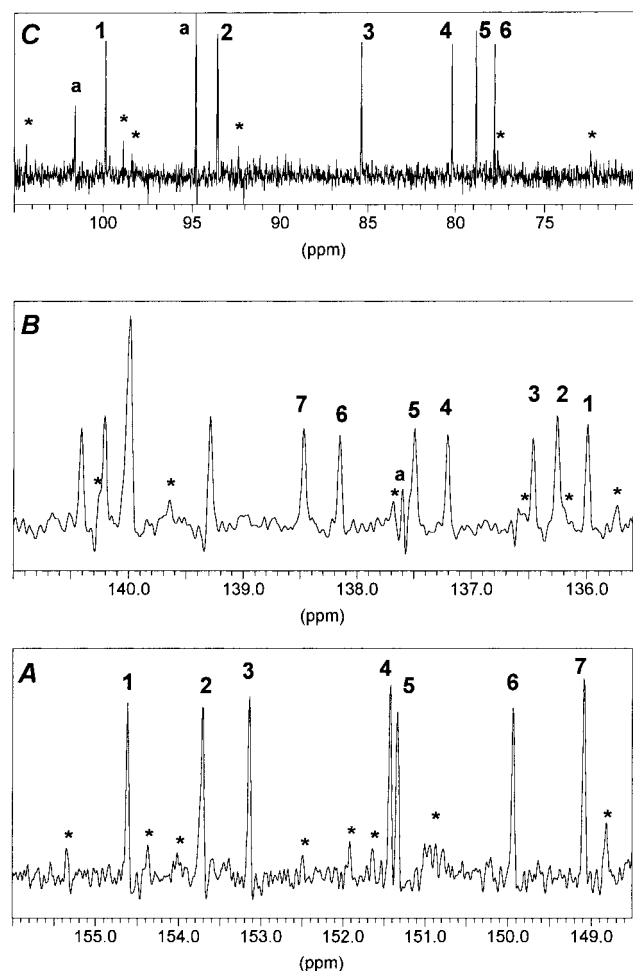 C
1 a 2 3 4 5 6
a
* * * * * *
100 95 90 85 80 75
(ppm)
B
7 6 5 4 3 2 1
a
* * * * * *
140.0 139.0 138.0 137.0 136.0
(ppm)
A
1 2 3 4 5 6 7
* * * * * * * *
155.0 154.0 153.0 152.0 151.0 150.0 149.0
(ppm)